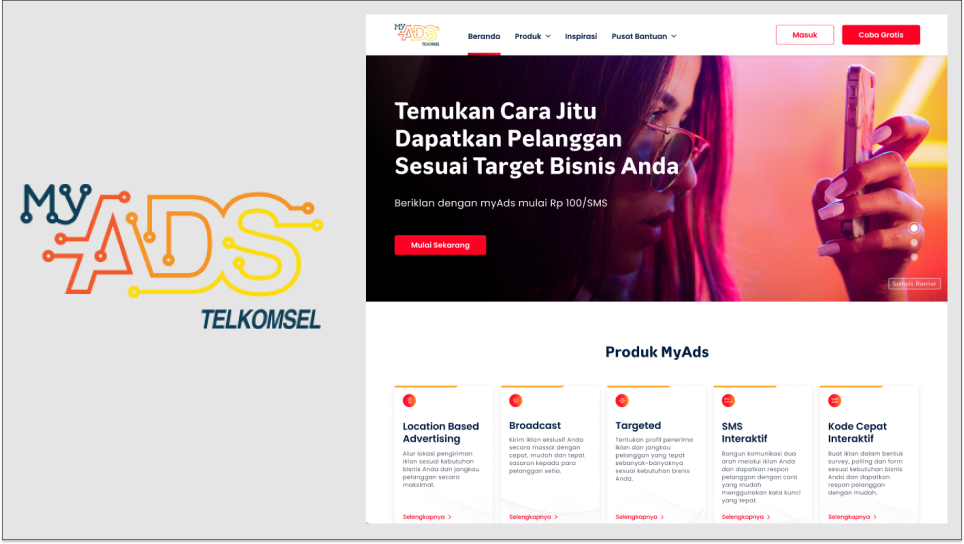 My
ADS
TELKOMSEL
My
ADS
TELKOMSEL
Beranda
Produk
Inspirasi
Pusat Bantuan
Masuk
Coba Gratis
Temukan Cara Jitu
Dapatkan Pelanggan
Sesuai Target Bisnis Anda
Beriklan dengan myAds mulai Rp 100/SMS
Mulai Sekarang
Sample Banner
Produk MyAds
Location Based
Advertising
Atur lokasi pengiriman
iklan sesuai kebutuhan
bisnis Anda dan jangkau
pelanggan secara
maksimal.
Selengkapnya >
Broadcast
Kirim iklan ekslusif Anda
secara massal dengan
cepat, mudah dan tepat
sasaran kepada para
pelanggan setia.
Selengkapnya >
Targeted
Tentukan profil penerima
iklan dan jangkau
pelanggan yang tepat
sebanyak-banyaknya
sesuai kebutuhan bisnis
Anda.
Selengkapnya >
SMS
Interaktif
Bangun komunikasi dua
arah melalui iklan Anda
dan dapatkan respon
pelanggan dengan cara
yang mudah
menggunakan kata kunci
yang tepat.
Selengkapnya >
Kode Cepat
Interaktif
Buat iklan dalam bentuk
survey, polling dan form
sesuai kebutuhan bisnis
Anda dan dapatkan
respon pelanggan
dengan mudah.
Selengkapnya >